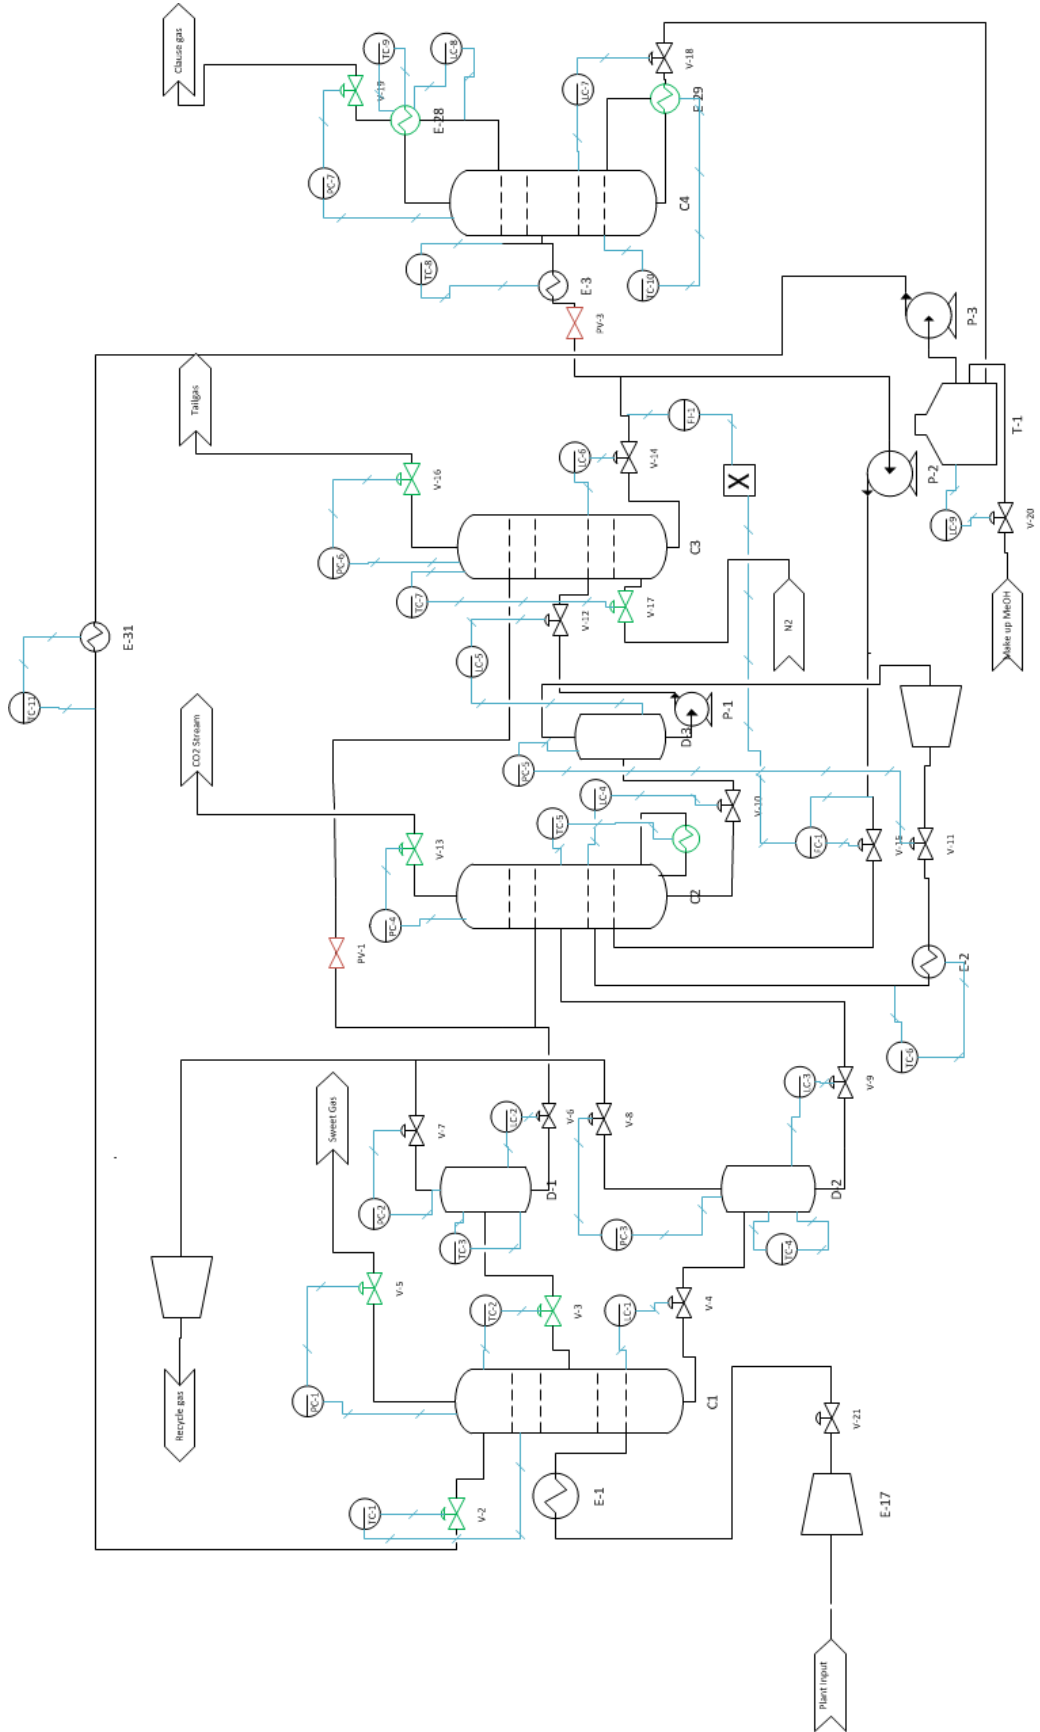 Clause gas
TC-9
LC-8
V-19
E-28
PC-7
LC-7
V-18
E-29
C4
TC-8
E-3
TC-10
PV-3
P-3
Tailgas
T-1
FI-1
LC-6
V-14
P-2
X
V-16
LC-9
V-20
PC-6
C3
TC-7
V-12
V-17
N2
Make up MeOH
E-31
TC-11
LC-5
CO2 Stream
P-1
D-3
PC-5
LC-4
V-10
TC-5
FC-1
V-15
V-11
V-13
C2
PC-4
PV-1
E-2
TC-6
LC-3
V-9
Sweet Gas
V-7
LC-2
V-6
V-8
D-1
D-2
PC-2
TC-3
PC-3
TC-4
V-5
TC-2
V-3
LC-1
V-4
Recycle gas
PC-1
C1
V-21
E-1
TC-1
V-2
E-17
Plant input